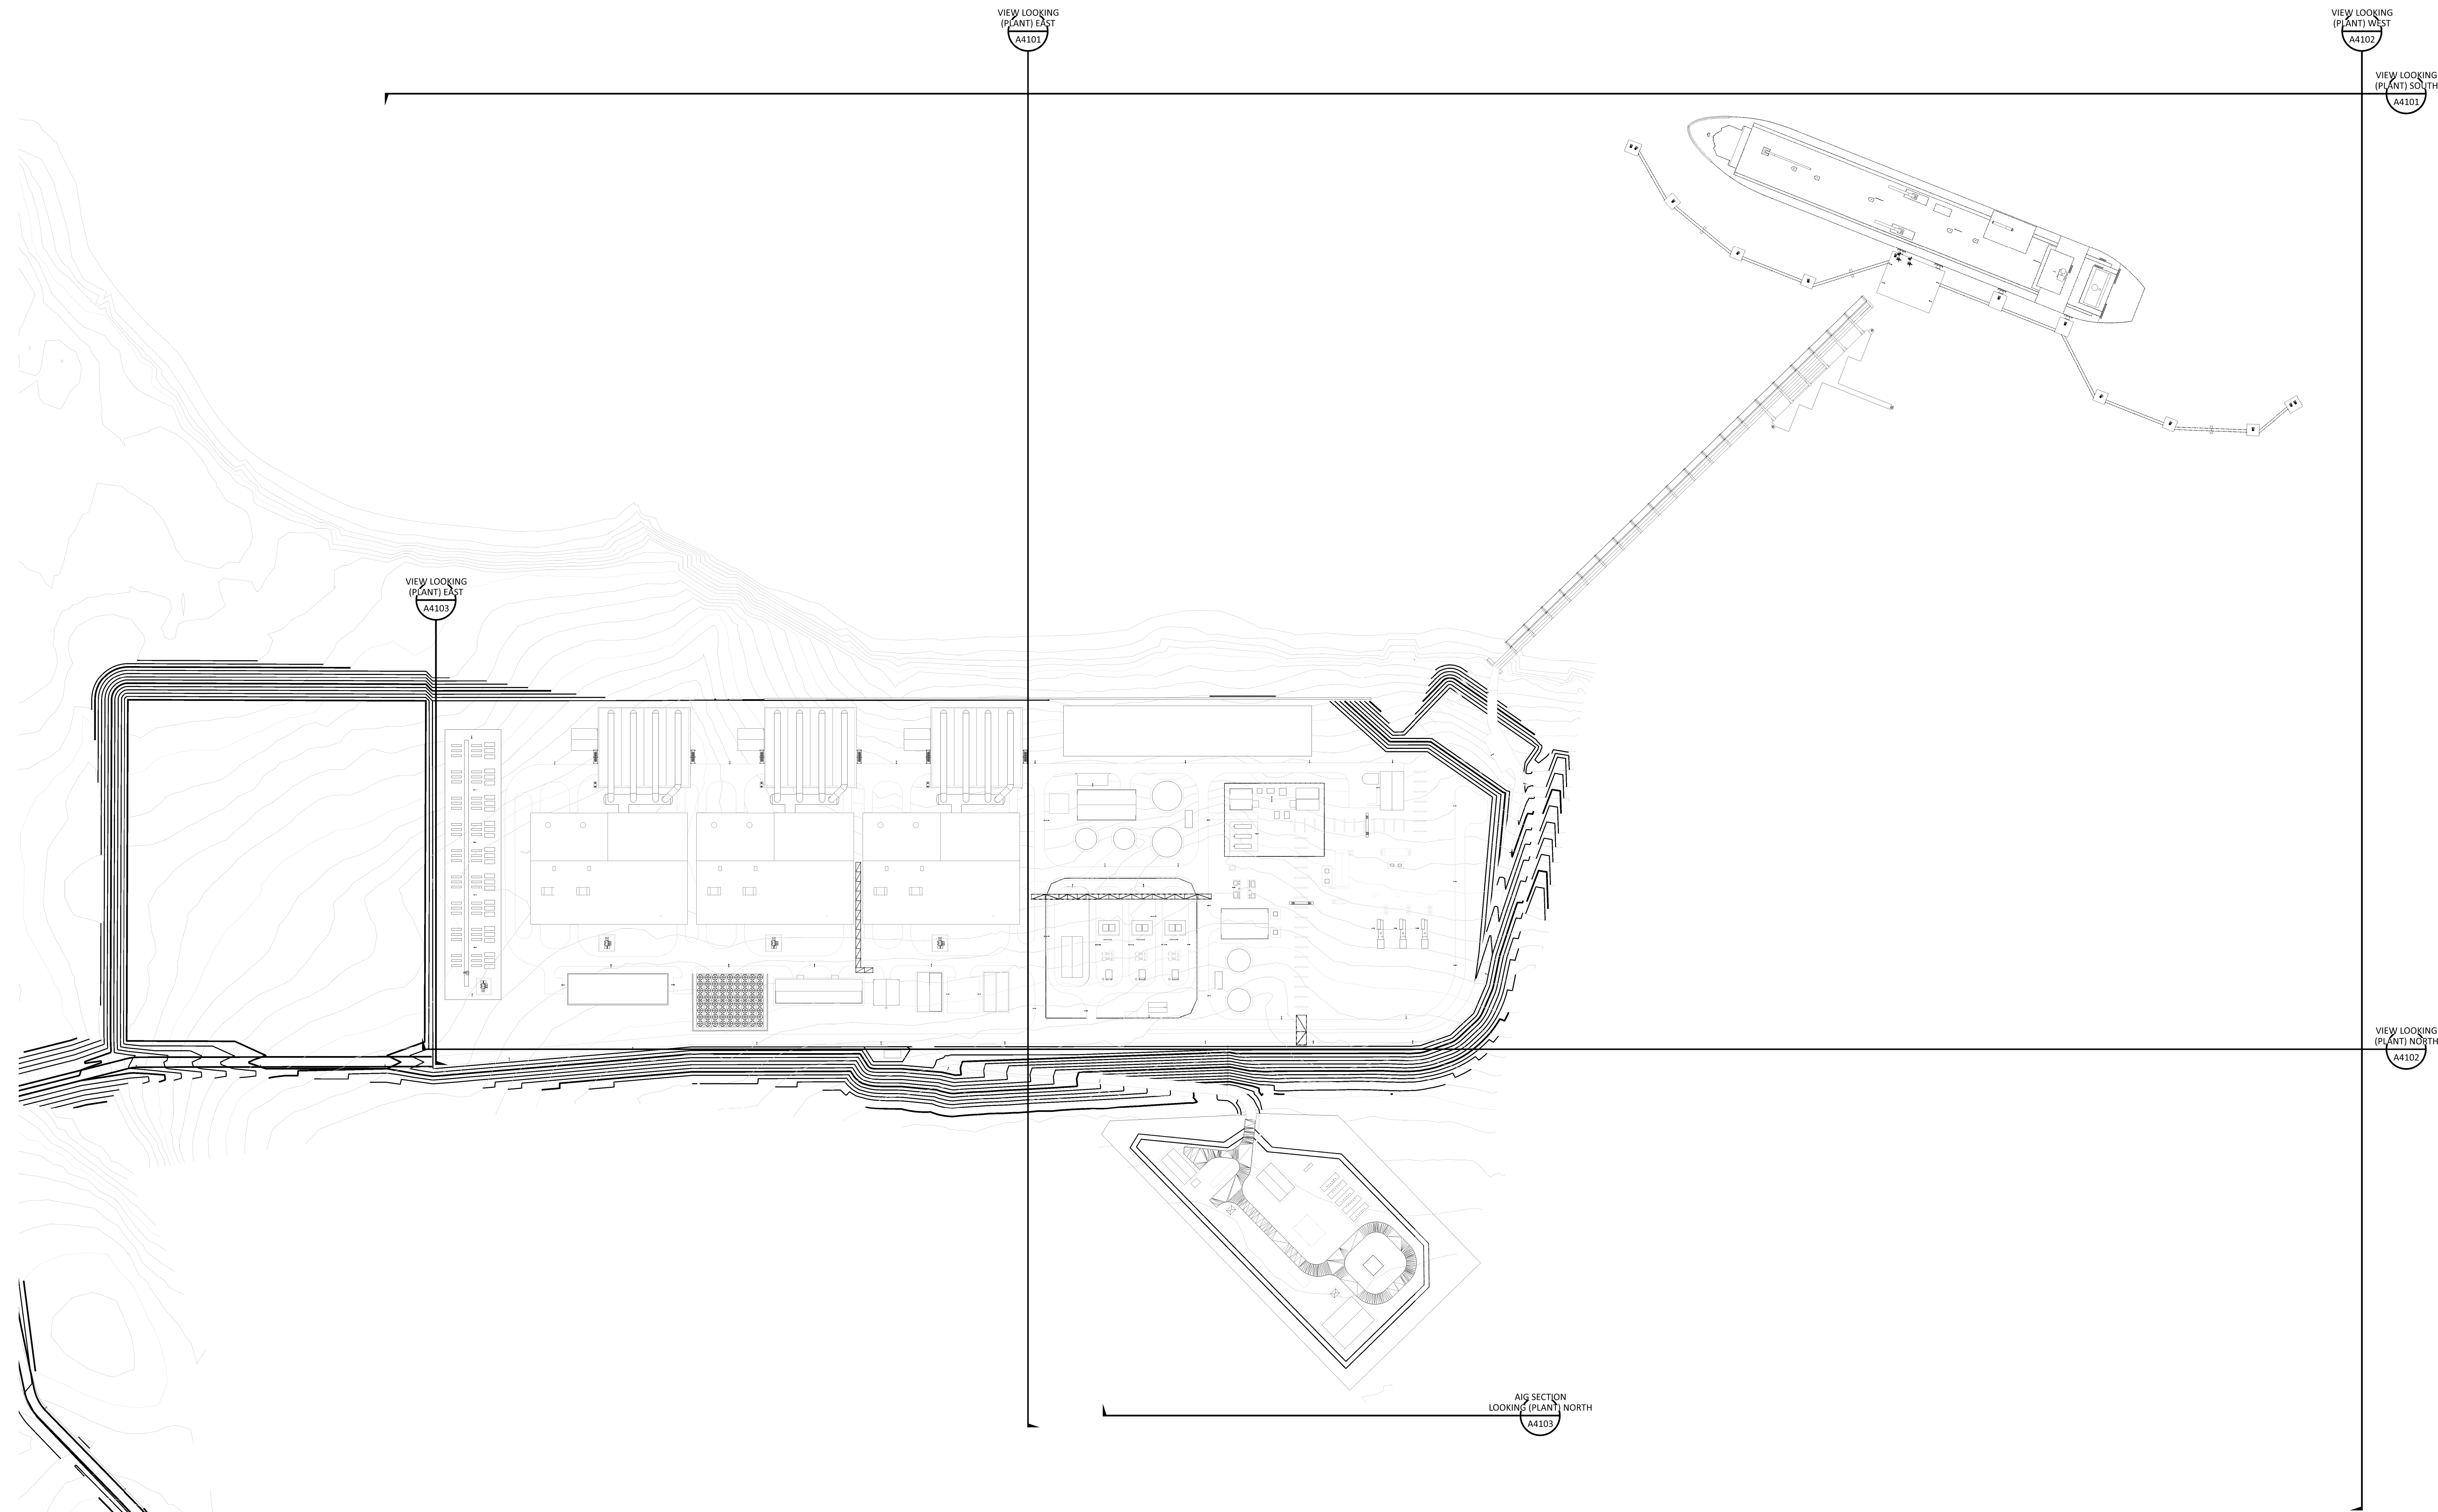 VIEW LOOKING
(PLANT) EAST
A4101
VIEW LOOKING
(PLANT) WEST
A4102
VIEW LOOKING
(PLANT) SOUTH
A4101
VIEW LOOKING
(PLANT) EAST
A4103
VIEW LOOKING
(PLANT) NORTH
A4102
AIG SECTION
LOOKING (PLANT) NORTH
A4103